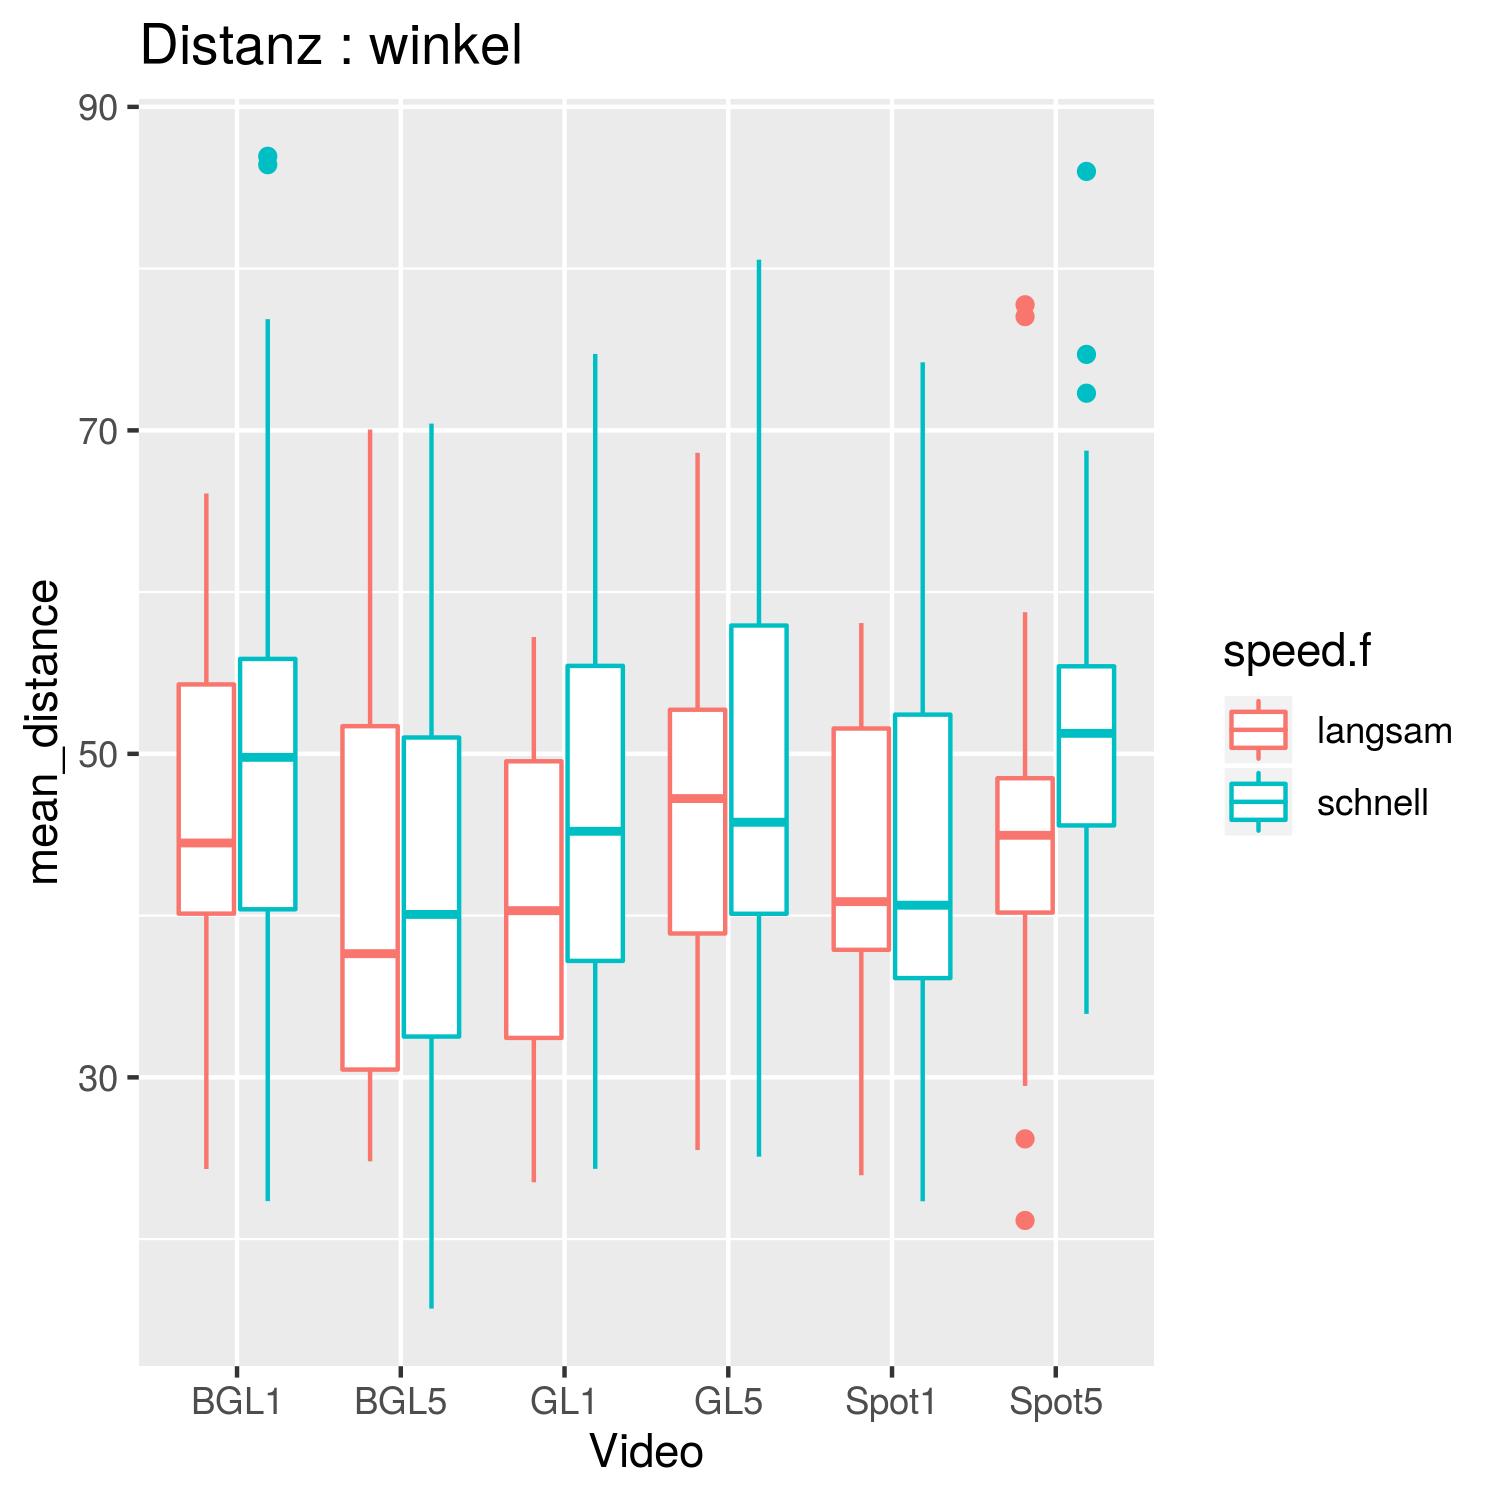 Distanz : winkel
90
70
50
30
mean_distance
BGL1 BGL5 GL1 GL5 Spot1 Spot5
Video
speed.f
langsam
schnell